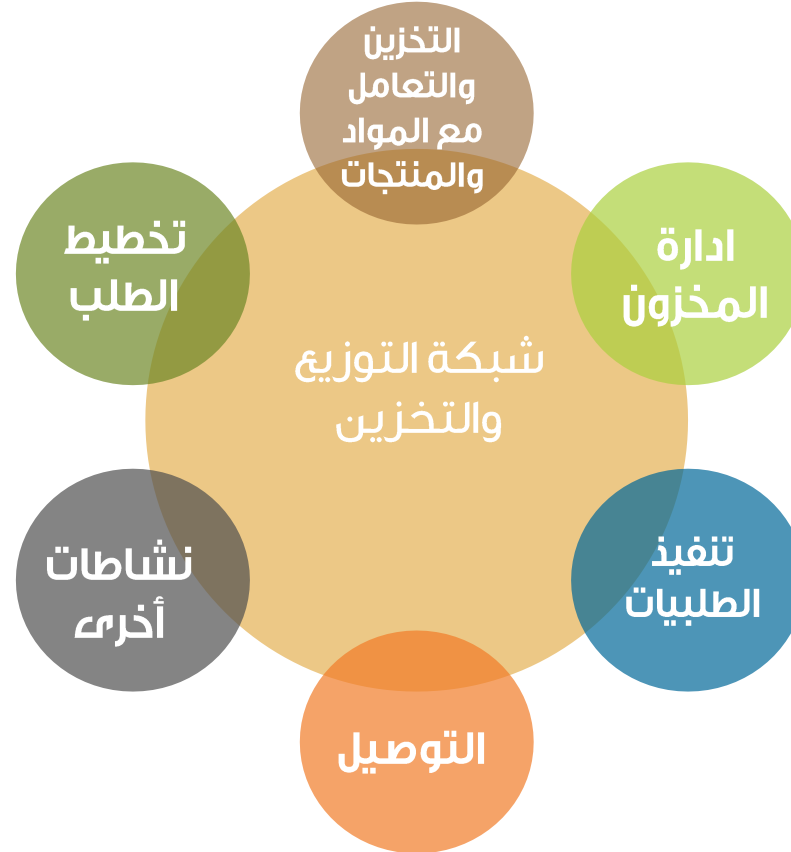 التخزين
والتعامل
مع المواد
والمنتجات
ادارة
المخزون
تخطيط
الطلب
شبكة التوزيع
والتخزين
تنفيذ
الطلبيات
نشاطات
أخرى
التوصيل